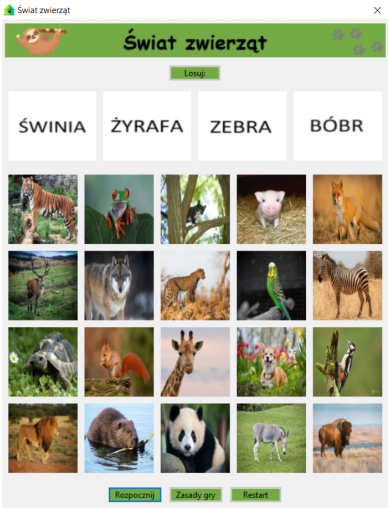 Świat zwierząt
Świat zwierząt
Losuj:
ŚWINIA
ŻYRAFA
ZEBRA
BÓBR
Rozpocznij
Zasady gry
Restart